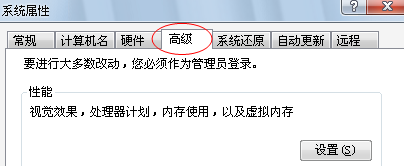 系统属性
常规 计算机名 硬件 高级 系统还原 自动更新 远程
要进行大多数改动，您必须作为管理员登录。
性能
视觉效果，处理器计划，内存使用，以及虚拟内存
设置(S)